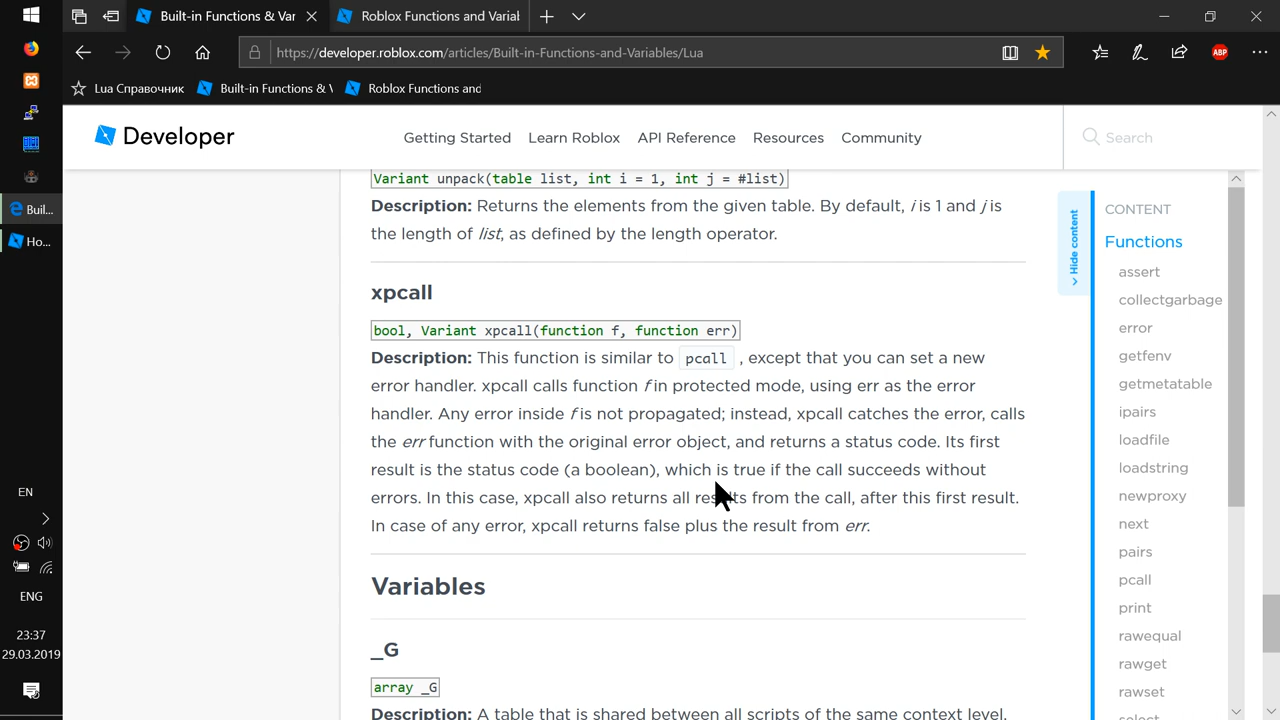 Built-in Functions & Var
Roblox Functions and Variabl
https://developer.roblox.com/articles/Built-in-Functions-and-Variables/Lua
ABP
Lua Справочник
Built-in Functions & V
Roblox Functions and
Developer
Getting Started
Learn Roblox
API Reference
Resources
Community
Search
Variant unpack(table list, int i = 1, int j = #list)
Description: Returns the elements from the given table. By default, i is 1 and j is
the length of list, as defined by the length operator.
xpcall
bool, Variant xpcall(function f, function err)
Description: This function is similar to pcall , except that you can set a new
error handler. xpcall calls function f in protected mode, using err as the error
handler. Any error inside f is not propagated; instead, xpcall catches the error, calls
the err function with the original error object, and returns a status code. Its first
result is the status code (a boolean), which is true if the call succeeds without
errors. In this case, xpcall also returns all results from the call, after this first result.
In case of any error, xpcall returns false plus the result from err.
Variables
_G
array _G
Description: A table that is shared between all scripts of the same context level.
Hide content
CONTENT
Functions
assert
collectgarbage
error
getfenv
getmetatable
ipairs
loadfile
loadstring
newproxy
next
pairs
pcall
print
rawequal
rawget
rawset
select
Buil...
Ho...
EN
ENG
23:37
29.03.2019